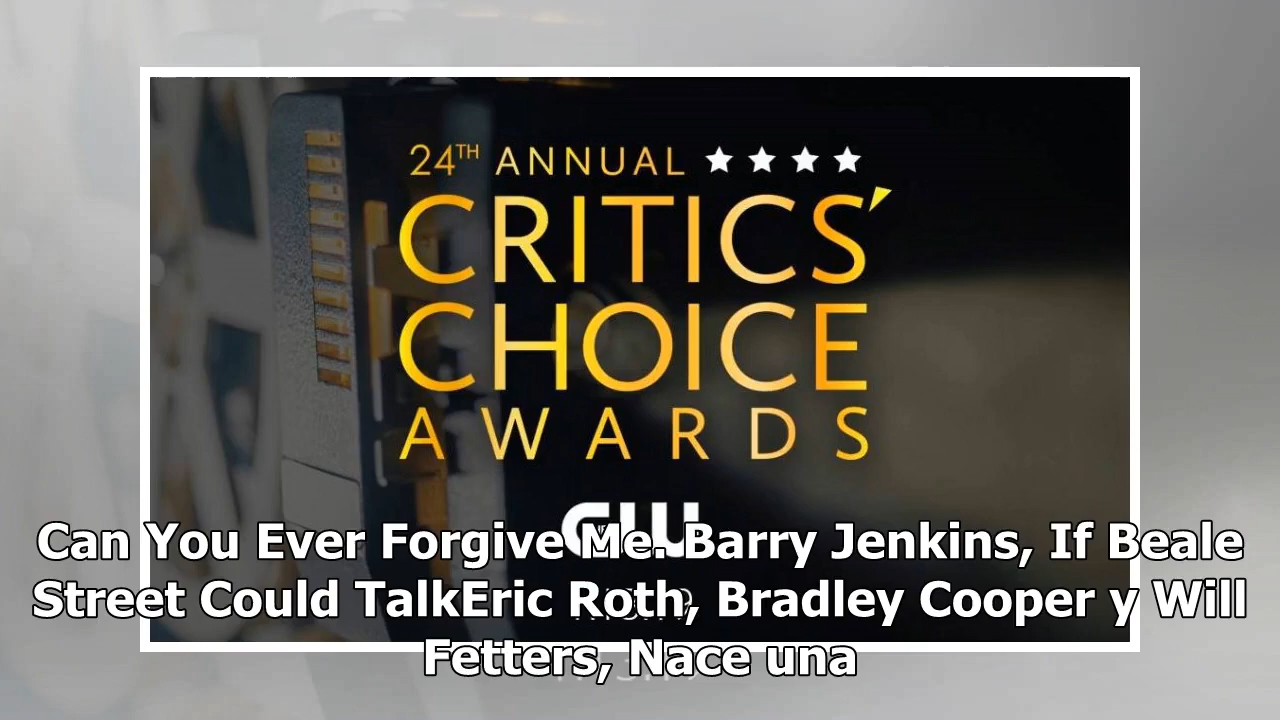 24TH ANNUAL
CRITICS'
CHOICE
AWARDS
Can You Ever Forgive Me. Barry Jenkins, If Beale
Street Could TalkEric Roth, Bradley Cooper y Will
Fetters, Nace una